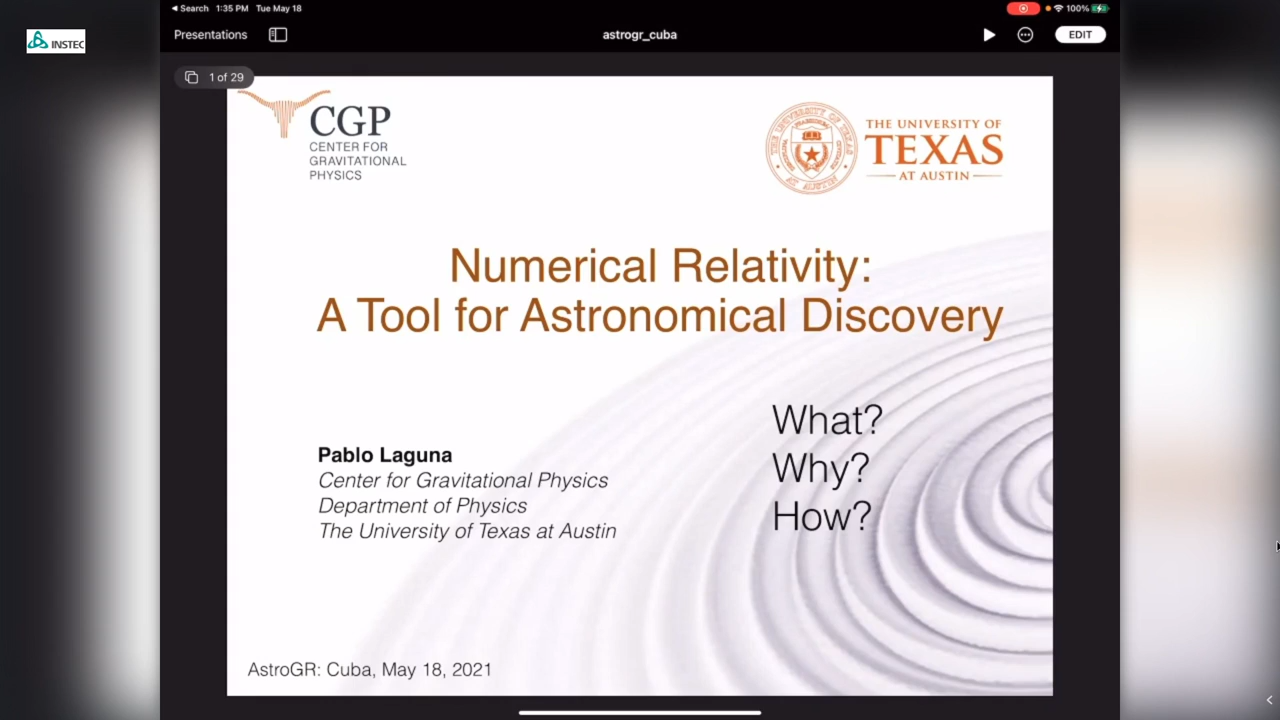 Search 1:35 PM Tue May 18
100%
INSTEC
Presentations
astrogr_cuba
EDIT
1 of 29
CGP
CENTER FOR
GRAVITATIONAL
PHYSICS
THE UNIVERSITY OF
TEXAS
AT AUSTIN
Numerical Relativity:
A Tool for Astronomical Discovery
What?
Why?
How?
Pablo Laguna
Center for Gravitational Physics
Department of Physics
The University of Texas at Austin
AstroGR: Cuba, May 18, 2021